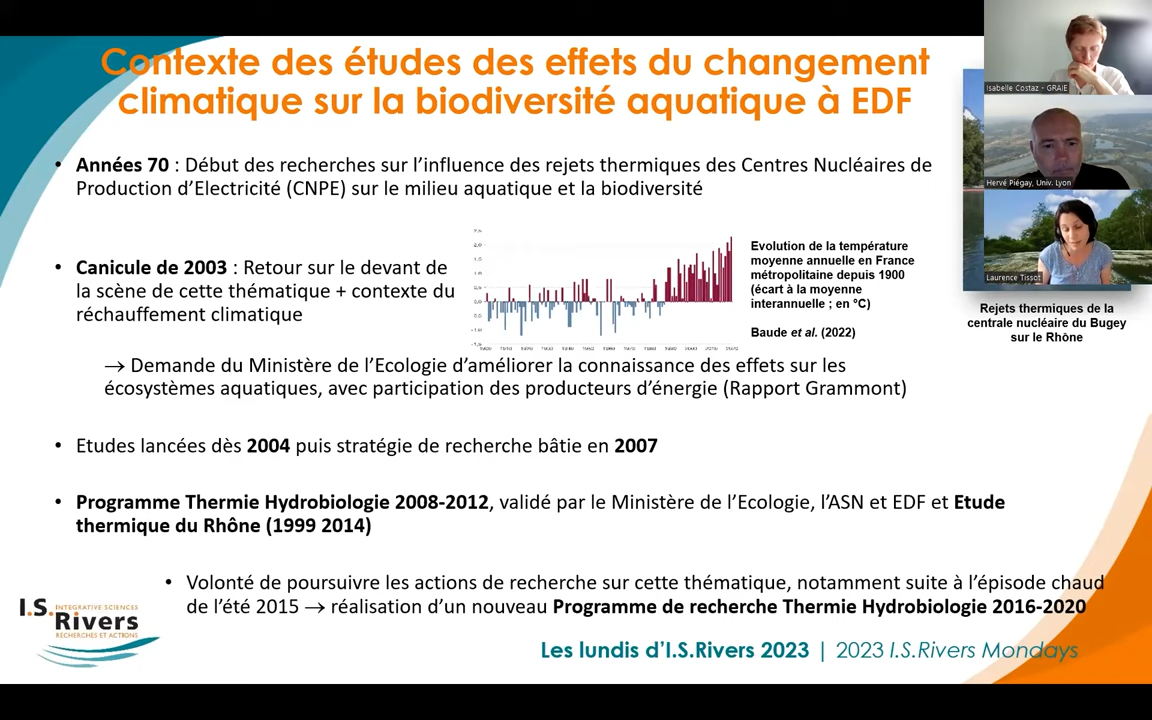 Contexte des études des effets du changement
climatique sur la biodiversité aquatique à EDF
• Années 70 : Début des recherches sur l’influence des rejets thermiques des Centres Nucléaires de
Production d’Electricité (CNPE) sur le milieu aquatique et la biodiversité
• Canicule de 2003 : Retour sur le devant de
la scène de cette thématique + contexte du
réchauffement climatique
Evolution de la température
moyenne annuelle en France
métropolitaine depuis 1900
(écart à la moyenne
interannuelle ; en °C)
Baude et al. (2022)
→ Demande du Ministère de l’Ecologie d’améliorer la connaissance des effets sur les
écosystèmes aquatiques, avec participation des producteurs d’énergie (Rapport Grammont)
• Etudes lancées dès 2004 puis stratégie de recherche bâtie en 2007
• Programme Thermie Hydrobiologie 2008-2012, validé par le Ministère de l’Ecologie, l’ASN et EDF et Etude
thermique du Rhône (1999 2014)
• Volonté de poursuivre les actions de recherche sur cette thématique, notamment suite à l’épisode chaud
de l’été 2015 → réalisation d’un nouveau Programme de recherche Thermie Hydrobiologie 2016-2020
Isabelle Costaz - GRAIE
Hervé Piégay, Univ. Lyon
Laurence Tissot
Rejets thermiques de la
centrale nucléaire du Bugey
sur le Rhône
I.S.
Rivers
INTEGRATIVE SCIENCES
RECHERCHES ET ACTIONS
Les lundis d’I.S.Rivers 2023 | 2023 I.S.Rivers Mondays